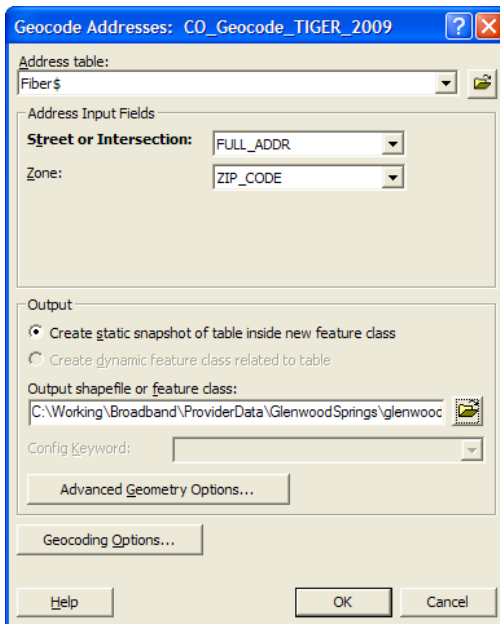 Geocode Addresses: CO_Geocode_TIGER_2009
Address table:
Fiber$
Address Input Fields
Street or Intersection: FULL_ADDR
Zone: ZIP_CODE
Output
Create static snapshot of table inside new feature class
Create dynamic feature class related to table
Output shapefile or feature class:
C:\Working\Broadband\ProviderData\GlenwoodSprings\glenwood
Config Keyword:
Advanced Geometry Options...
Geocoding Options...
Help OK Cancel